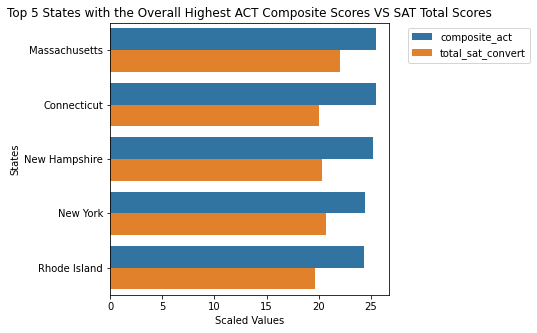 Top 5 States with the Overall Highest ACT Composite Scores VS SAT Total Scores
composite_act
total_sat_convert
Massachusetts
Connecticut
New Hampshire
New York
Rhode Island
States
0 5 10 15 20 25
Scaled Values